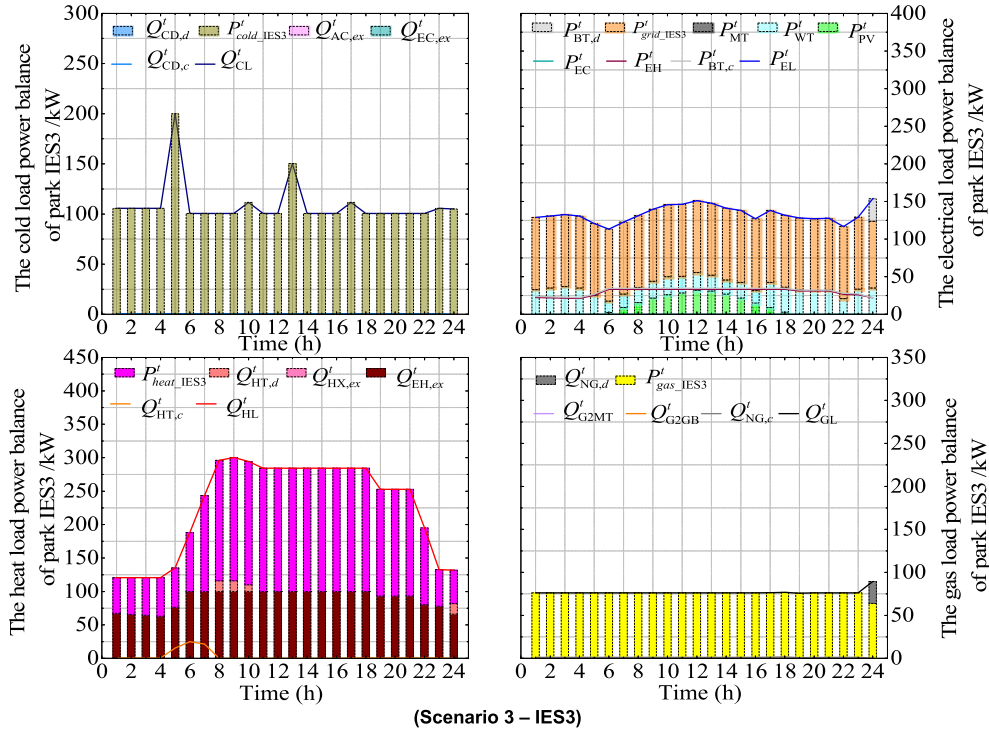 The cold load power balance
of park IES3 /kW
300
250
200
150
100
50
0
Q^t_CD,d P^t_cold_IES3 Q^t_AC,ex Q^t_EC,ex
Q^t_CD,c Q^t_CL
0 2 4 6 8 10 12 14 16 18 20 22 24
Time (h)
P^t_BT,d P^t_grid_IES3 P^t_MT P^t_WT P^t_PV
P^t_EC P^t_EH P^t_BT,c P^t_EL
400
350
300
250
200
150
100
50
0
The electrical load power balance
of park IES3 /kW
0 2 4 6 8 10 12 14 16 18 20 22 24
Time (h)
The heat load power balance
of park IES3 /kW
450
400
350
300
250
200
150
100
50
0
P^t_heat_IES3 Q^t_HT,d Q^t_HX,ex Q^t_EH,ex
Q^t_HT,c Q^t_HL
0 2 4 6 8 10 12 14 16 18 20 22 24
Time (h)
Q^t_NG,d P^t_gas_IES3
Q^t_G2MT Q^t_G2GB Q^t_NG,c Q^t_GL
350
300
250
200
150
100
50
0
The gas load power balance
of park IES3 /kW
0 2 4 6 8 10 12 14 16 18 20 22 24
Time (h)
(Scenario 3 – IES3)